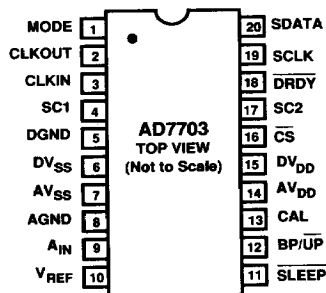 MODE 1
CLKOUT 2
CLKIN 3
SC1 4
DGND 5
DVSS 6
AVSS 7
AGND 8
AIN 9
VREF 10
AD7703
TOP VIEW
(Not to Scale)
20 SDATA
19 SCLK
18 DRDY
17 SC2
16 CS
15 DVDD
14 AVDD
13 CAL
12 BP/UP
11 SLEEP